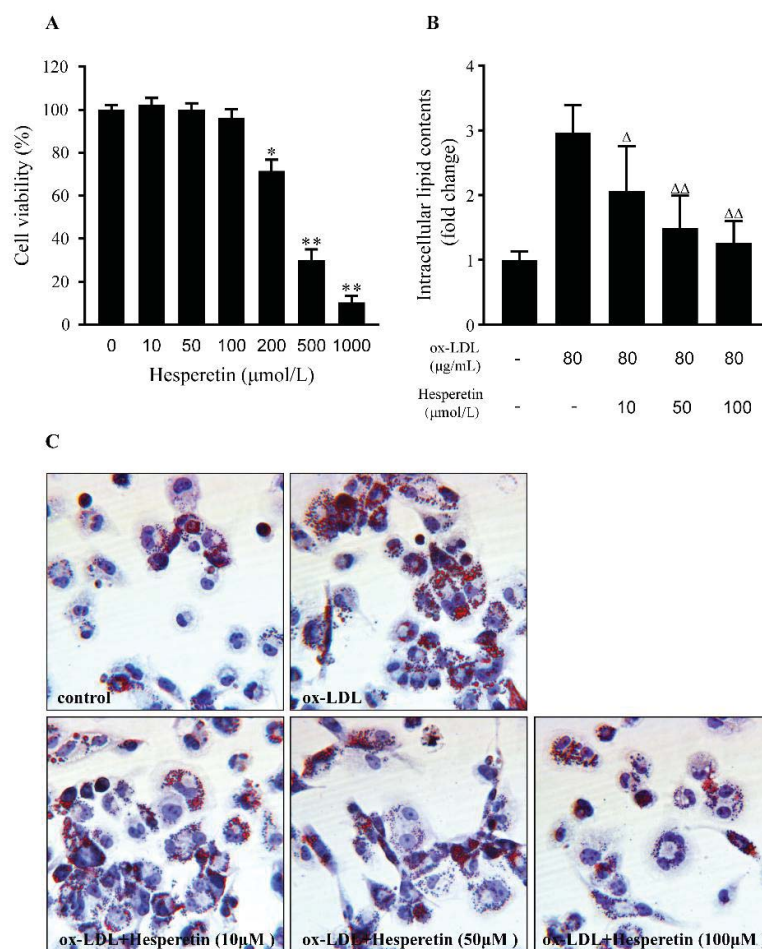 A
120
100
80
60
40
20
0
Cell viability (%)
*
**
**
0 10 50 100 200 500 1000
Hesperetin (μmol/L)
B
4
3
2
1
0
Intracellular lipid contents
(fold change)
Δ
ΔΔ
ΔΔ
ox-LDL
(μg/mL)
- 80 80 80 80
Hesperetin
(μmol/L)
- - 10 50 100
C
control
ox-LDL
ox-LDL+Hesperetin (10μM )
ox-LDL+Hesperetin (50μM )
ox-LDL+Hesperetin (100μM )